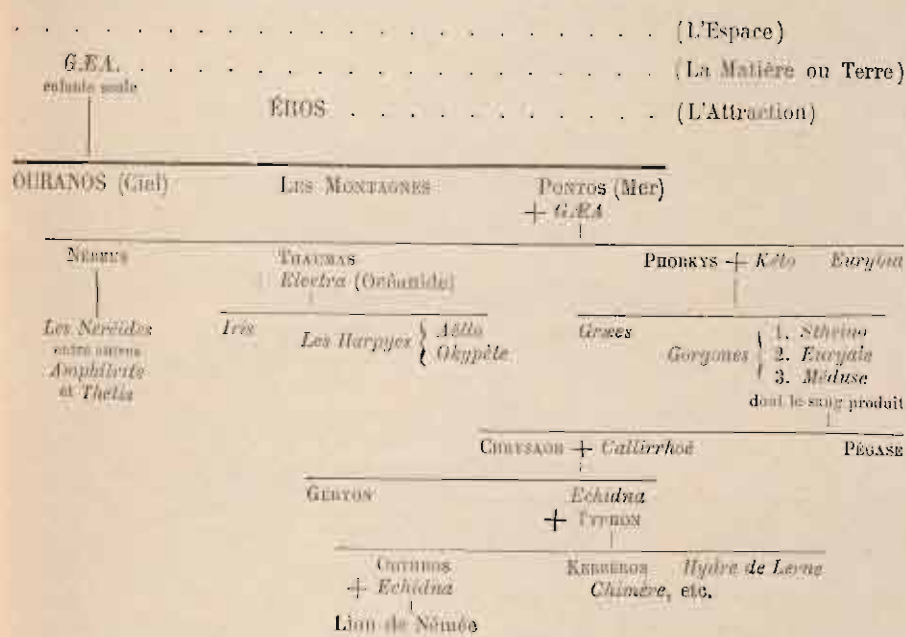 . . . . . . . . . . . . . . . . . . . . (L'Espace)
GÆA. . . . . . . . . . . . . . . . . . (La Matière ou Terre)
enfante seule
ÉROS . . . . . . . . . . . (L'Attraction)
OURANOS (Ciel) LES MONTAGNES PONTOS (Mer)
+ GÆA
NEREUS THAUMAS PHORKYS + Kéto Eurybia
Electra (Océanide)
Les Neréides Iris Les Harpyes { Aëllo Græes Gorgones { 1. Stheino
entre autres Okypète 2. Euryale
Amphitrite 3. Méduse
et Thetis dont le sang produit
CHRYSAOR + Callirrhoé PÉGASE
GERYON Echidna
+ TYPHON
ORTHROS KERBEROS Hydre de Lerne
+ Echidna Chimère, etc.
Lion de Némée